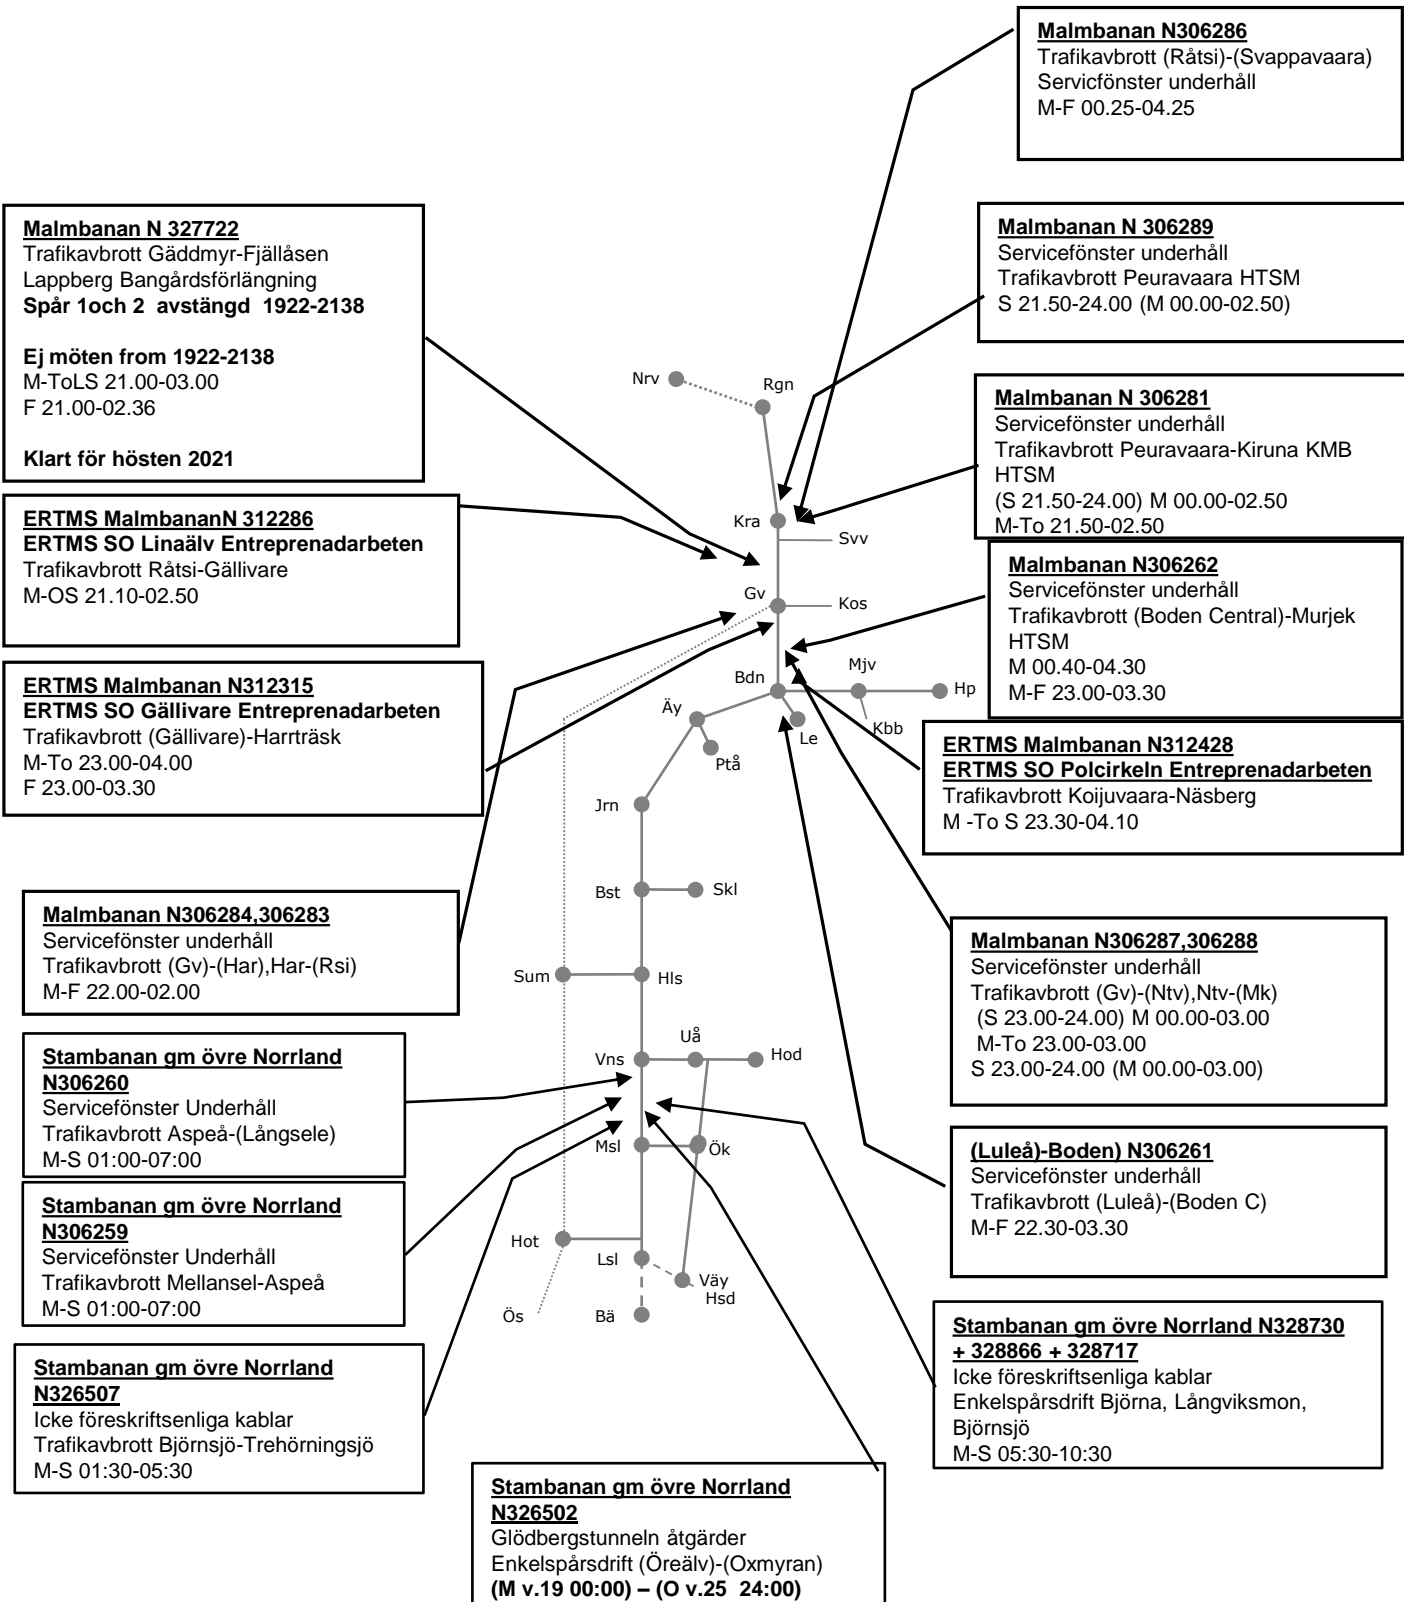 Malmbanan N306286
Trafikavbrott (Råtsi)-(Svappavaara)
Servicfönster underhåll
M-F 00.25-04.25
Malmbanan N 327722
Trafikavbrott Gäddmyr-Fjällåsen
Lappberg Bangårdsförlängning
Spår 1och 2  avstängd  1922-2138
Ej möten from 1922-2138
M-ToLS 21.00-03.00
F 21.00-02.36
Klart för hösten 2021
Malmbanan N 306289
Servicefönster underhåll
Trafikavbrott Peuravaara HTSM
S 21.50-24.00 (M 00.00-02.50)
Malmbanan N 306281
Servicefönster underhåll
Trafikavbrott Peuravaara-Kiruna KMB
HTSM
(S 21.50-24.00) M 00.00-02.50
M-To 21.50-02.50
ERTMS MalmbananN 312286
ERTMS SO Linaälv Entreprenadarbeten
Trafikavbrott Råtsi-Gällivare
M-OS 21.10-02.50
Malmbanan N306262
Servicefönster underhåll
Trafikavbrott (Boden Central)-Murjek
HTSM
M 00.40-04.30
M-F 23.00-03.30
ERTMS Malmbanan N312315
ERTMS SO Gällivare Entreprenadarbeten
Trafikavbrott (Gällivare)-Harrträsk
M-To 23.00-04.00
F 23.00-03.30
ERTMS Malmbanan N312428
ERTMS SO Polcirkeln Entreprenadarbeten
Trafikavbrott Koijuvaara-Näsberg
M -To S 23.30-04.10
Malmbanan N306284,306283
Servicefönster underhåll
Trafikavbrott (Gv)-(Har),Har-(Rsi)
M-F 22.00-02.00
Malmbanan N306287,306288
Servicefönster underhåll
Trafikavbrott (Gv)-(Ntv),Ntv-(Mk)
(S 23.00-24.00) M 00.00-03.00
M-To 23.00-03.00
S 23.00-24.00 (M 00.00-03.00)
Stambanan gm övre Norrland
N306260
Servicefönster Underhåll
Trafikavbrott Aspeå-(Långsele)
M-S 01:00-07:00
(Luleå)-Boden) N306261
Servicefönster underhåll
Trafikavbrott (Luleå)-(Boden C)
M-F 22.30-03.30
Stambanan gm övre Norrland
N306259
Servicefönster Underhåll
Trafikavbrott Mellansel-Aspeå
M-S 01:00-07:00
Stambanan gm övre Norrland N328730
+ 328866 + 328717
Icke föreskriftsenliga kablar
Enkelspårsdrift Björna, Långviksmon,
Björnsjö
M-S 05:30-10:30
Stambanan gm övre Norrland
N326507
Icke föreskriftsenliga kablar
Trafikavbrott Björnsjö-Trehörningsjö
M-S 01:30-05:30
Stambanan gm övre Norrland
N326502
Glödbergstunneln åtgärder
Enkelspårsdrift (Öreälv)-(Oxmyran)
(M v.19 00:00) – (O v.25  24:00)
Nrv
Rgn
Kra
Svv
Gv
Kos
Bdn
Mjv
Hp
Äy
Le
Kbb
Ptå
Jrn
Bst
Skl
Sum
Hls
Uå
Vns
Hod
Msl
Ök
Hot
Lsl
Väy
Hsd
Ös
Bä